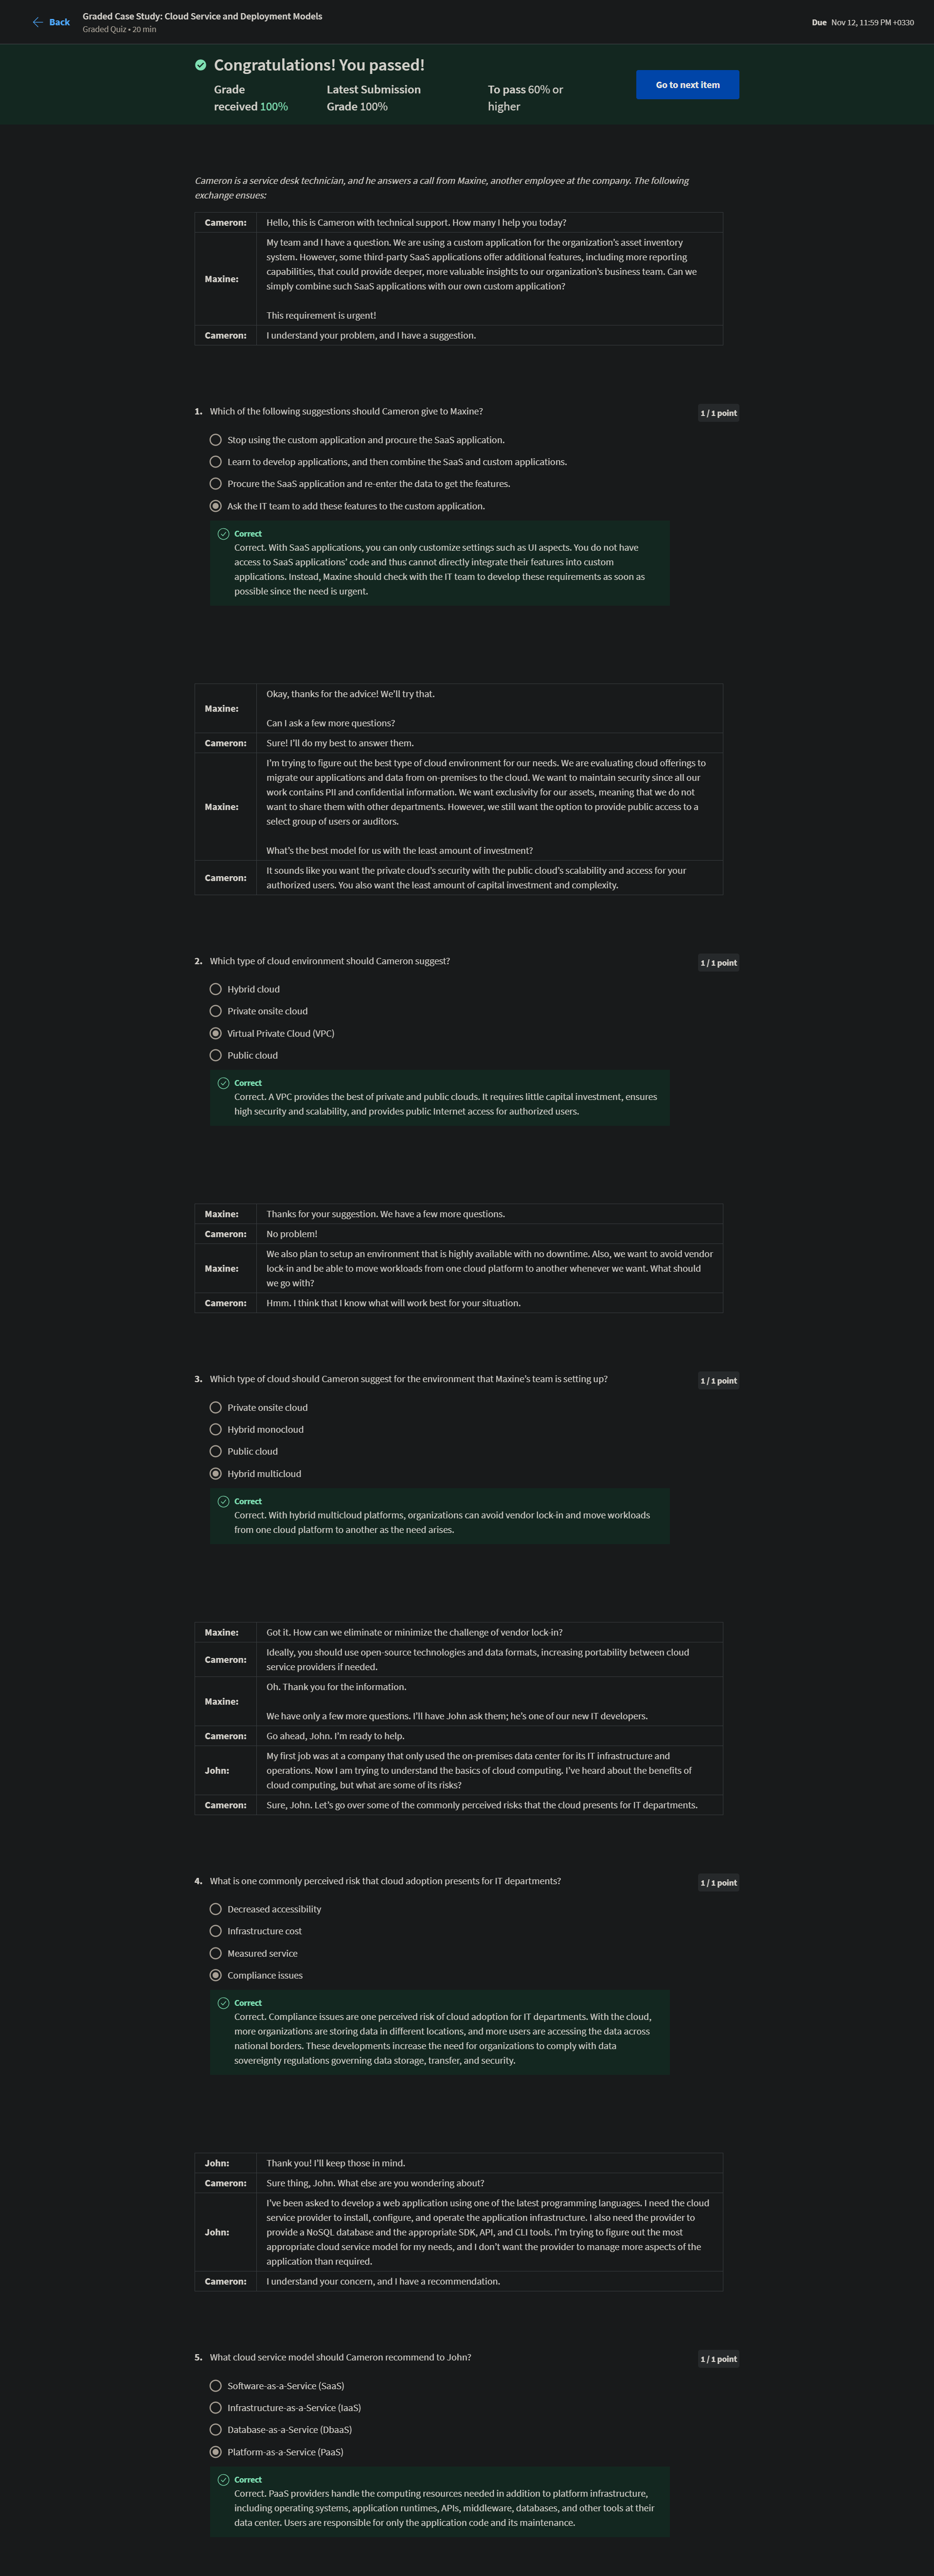 Back
Graded Case Study: Cloud Service and Deployment Models
Graded Quiz • 20 min
Due Nov 12, 11:59 PM +0330
Congratulations! You passed!
Grade
received 100%
Latest Submission
Grade 100%
To pass 60% or
higher
Go to next item
Cameron is a service desk technician, and he answers a call from Maxine, another employee at the company. The following
exchange ensues:
Cameron: Hello, this is Cameron with technical support. How many I help you today?
Maxine:
My team and I have a question. We are using a custom application for the organization's asset inventory
system. However, some third-party SaaS applications offer additional features, including more reporting
capabilities, that could provide deeper, more valuable insights to our organization's business team. Can we
simply combine such SaaS applications with our own custom application?
This requirement is urgent!
Cameron: I understand your problem, and I have a suggestion.
1. Which of the following suggestions should Cameron give to Maxine?
1 / 1 point
Stop using the custom application and procure the SaaS application.
Learn to develop applications, and then combine the SaaS and custom applications.
Procure the SaaS application and re-enter the data to get the features.
Ask the IT team to add these features to the custom application.
Correct
Correct. With SaaS applications, you can only customize settings such as UI aspects. You do not have
access to SaaS applications' code and thus cannot directly integrate their features into custom
applications. Instead, Maxine should check with the IT team to develop these requirements as soon as
possible since the need is urgent.
Maxine:
Okay, thanks for the advice! We'll try that.
Can I ask a few more questions?
Cameron: Sure! I'll do my best to answer them.
Maxine:
I'm trying to figure out the best type of cloud environment for our needs. We are evaluating cloud offerings to
migrate our applications and data from on-premises to the cloud. We want to maintain security since all our
work contains PII and confidential information. We want exclusivity for our assets, meaning that we do not
want to share them with other departments. However, we still want the option to provide public access to a
select group of users or auditors.
What's the best model for us with the least amount of investment?
Cameron:
It sounds like you want the private cloud's security with the public cloud's scalability and access for your
authorized users. You also want the least amount of capital investment and complexity.
2. Which type of cloud environment should Cameron suggest?
1 / 1 point
Hybrid cloud
Private onsite cloud
Virtual Private Cloud (VPC)
Public cloud
Correct
Correct. A VPC provides the best of private and public clouds. It requires little capital investment, ensures
high security and scalability, and provides public Internet access for authorized users.
Maxine: Thanks for your suggestion. We have a few more questions.
Cameron: No problem!
Maxine:
We also plan to setup an environment that is highly available with no downtime. Also, we want to avoid vendor
lock-in and be able to move workloads from one cloud platform to another whenever we want. What should
we go with?
Cameron: Hmm. I think that I know what will work best for your situation.
3. Which type of cloud should Cameron suggest for the environment that Maxine's team is setting up?
1 / 1 point
Private onsite cloud
Hybrid monocloud
Public cloud
Hybrid multicloud
Correct
Correct. With hybrid multicloud platforms, organizations can avoid vendor lock-in and move workloads
from one cloud platform to another as the need arises.
Maxine: Got it. How can we eliminate or minimize the challenge of vendor lock-in?
Cameron:
Ideally, you should use open-source technologies and data formats, increasing portability between cloud
service providers if needed.
Maxine:
Oh. Thank you for the information.
We have only a few more questions. I'll have John ask them; he's one of our new IT developers.
Cameron: Go ahead, John. I'm ready to help.
John:
My first job was at a company that only used the on-premises data center for its IT infrastructure and
operations. Now I am trying to understand the basics of cloud computing. I've heard about the benefits of
cloud computing, but what are some of its risks?
Cameron: Sure, John. Let's go over some of the commonly perceived risks that the cloud presents for IT departments.
4. What is one commonly perceived risk that cloud adoption presents for IT departments?
1 / 1 point
Decreased accessibility
Infrastructure cost
Measured service
Compliance issues
Correct
Correct. Compliance issues are one perceived risk of cloud adoption for IT departments. With the cloud,
more organizations are storing data in different locations, and more users are accessing the data across
national borders. These developments increase the need for organizations to comply with data
sovereignty regulations governing data storage, transfer, and security.
John: Thank you! I'll keep those in mind.
Cameron: Sure thing, John. What else are you wondering about?
John:
I've been asked to develop a web application using one of the latest programming languages. I need the cloud
service provider to install, configure, and operate the application infrastructure. I also need the provider to
provide a NoSQL database and the appropriate SDK, API, and CLI tools. I'm trying to figure out the most
appropriate cloud service model for my needs, and I don't want the provider to manage more aspects of the
application than required.
Cameron: I understand your concern, and I have a recommendation.
5. What cloud service model should Cameron recommend to John?
1 / 1 point
Software-as-a-Service (SaaS)
Infrastructure-as-a-Service (IaaS)
Database-as-a-Service (DbaaS)
Platform-as-a-Service (PaaS)
Correct
Correct. PaaS providers handle the computing resources needed in addition to platform infrastructure,
including operating systems, application runtimes, APIs, middleware, databases, and other tools at their
data center. Users are responsible for only the application code and its maintenance.